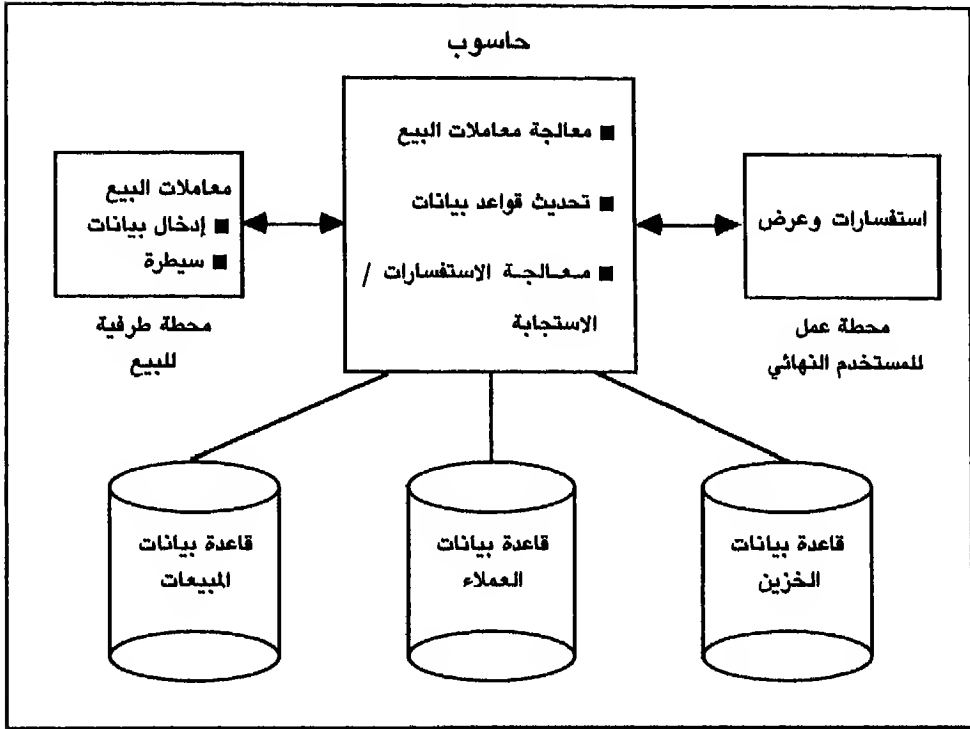 حاسوب
■ معالجة معاملات البيع
■ تحديث قواعد بيانات
■ معالجة الاستفسارات /
الاستجابة
استفسارات وعرض
محطة عمل
للمستخدم النهائي
معاملات البيع
■ إدخال بيانات
■ سيطرة
محطة طرفية
للبيع
قاعدة بيانات
الخزين
قاعدة بيانات
العملاء
قاعدة بيانات
المبيعات